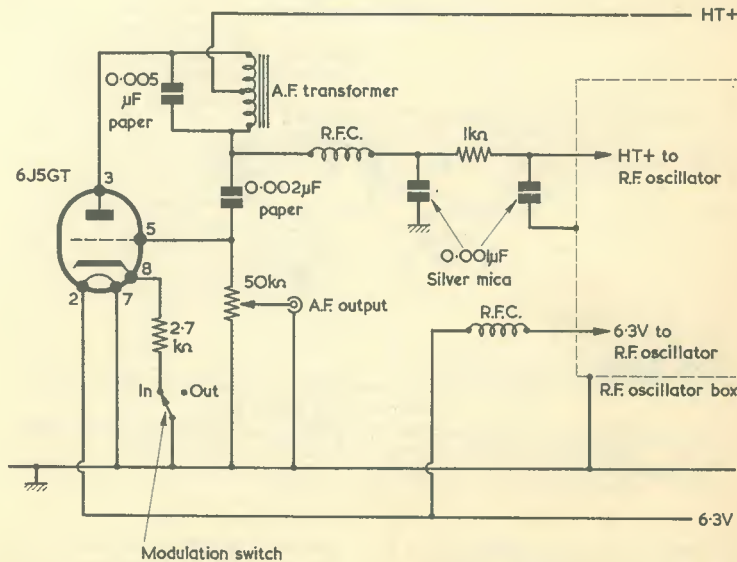 HT+
0·005
µF
paper
A.F. transformer
R.F.C.
1kΩ
HT+ to
R.F. oscillator
6J5GT
3
0·002µF
paper
5
0·001µF
Silver mica
8
2
7
50kΩ
A.F. output
R.F.C.
2·7
kΩ
6·3V to
R.F. oscillator
In
Out
R.F. oscillator box
6·3V
Modulation switch